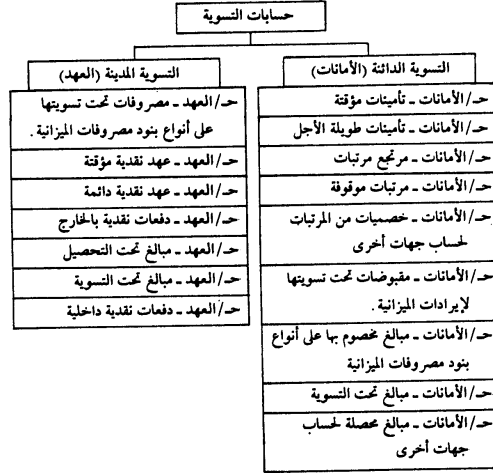 حسابات التسوية
التسوية الدائنة (الأمانات)
حـ/الأمانات ـ تأمينات مؤقتة
حـ/الأمانات ـ تأمينات طويلة الأجل
حـ/الأمانات ـ مرتجع مرتبات
حـ/الأمانات ـ مرتبات موقوفة
حـ/الأمانات ـ خصميات من المرتبات
لحساب جهات أخرى
حـ/الأمانات ـ مقبوضات تحت تسويتها
لإيرادات الميزانية .
حـ/الأمانات ـ مبالغ مخصوم بها على أنواع
بنود مصروفات الميزانية
حـ/الأمانات ـ مبالغ تحت التسوية
حـ/الأمانات ـ مبالغ محصلة لحساب
جهات أخرى
التسوية المدينة (العهد)
حـ/العهد ـ مصروفات تحت تسويتها
على أنواع بنود مصروفات الميزانية .
حـ/العهد ـ عهد نقدية مؤقتة
حـ/العهد ـ عهد نقدية دائمة
حـ/العهد ـ دفعات نقدية بالخارج
حـ/العهد ـ مبالغ تحت التحصيل
حـ/العهد ـ مبالغ تحت التسوية
حـ/العهد ـ دفعات نقدية داخلية